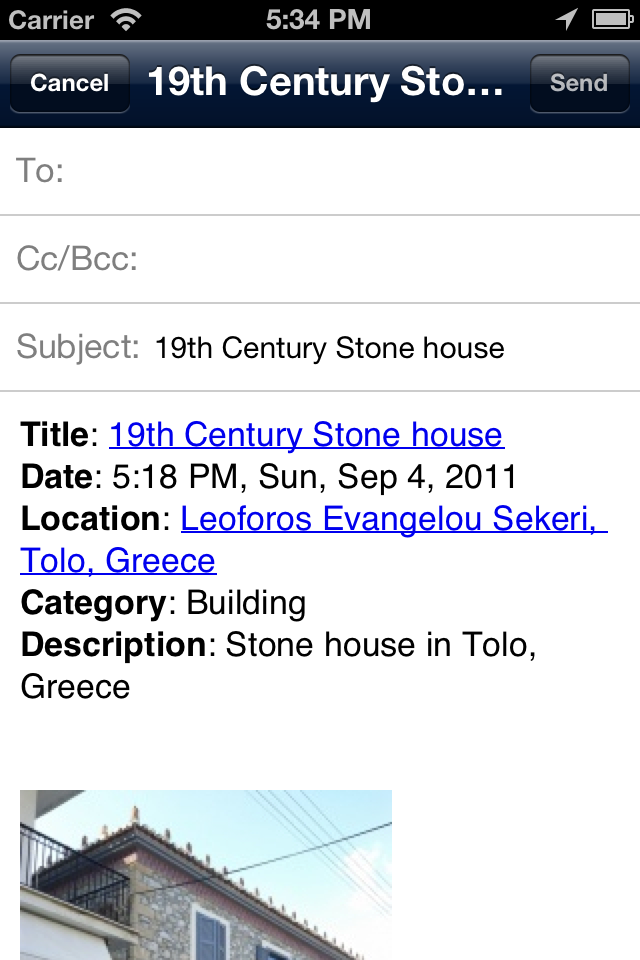 Carrier 5:34 PM
Cancel 19th Century Sto... Send
To:
Cc/Bcc:
Subject: 19th Century Stone house
Title: 19th Century Stone house
Date: 5:18 PM, Sun, Sep 4, 2011
Location: Leoforos Evangelou Sekeri,
Tolo, Greece
Category: Building
Description: Stone house in Tolo,
Greece